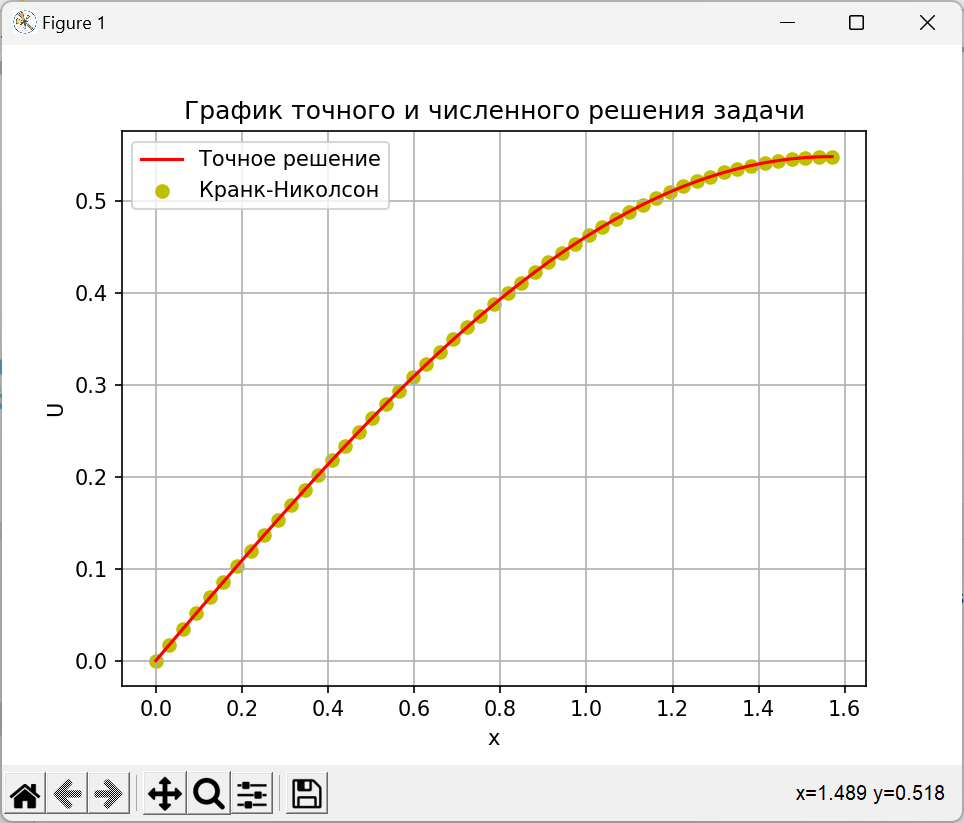 Figure 1
График точного и численного решения задачи
Точное решение
Кранк-Николсон
0.5
0.4
0.3
0.2
0.1
0.0
U
0.0 0.2 0.4 0.6 0.8 1.0 1.2 1.4 1.6
x
x=1.489 y=0.518